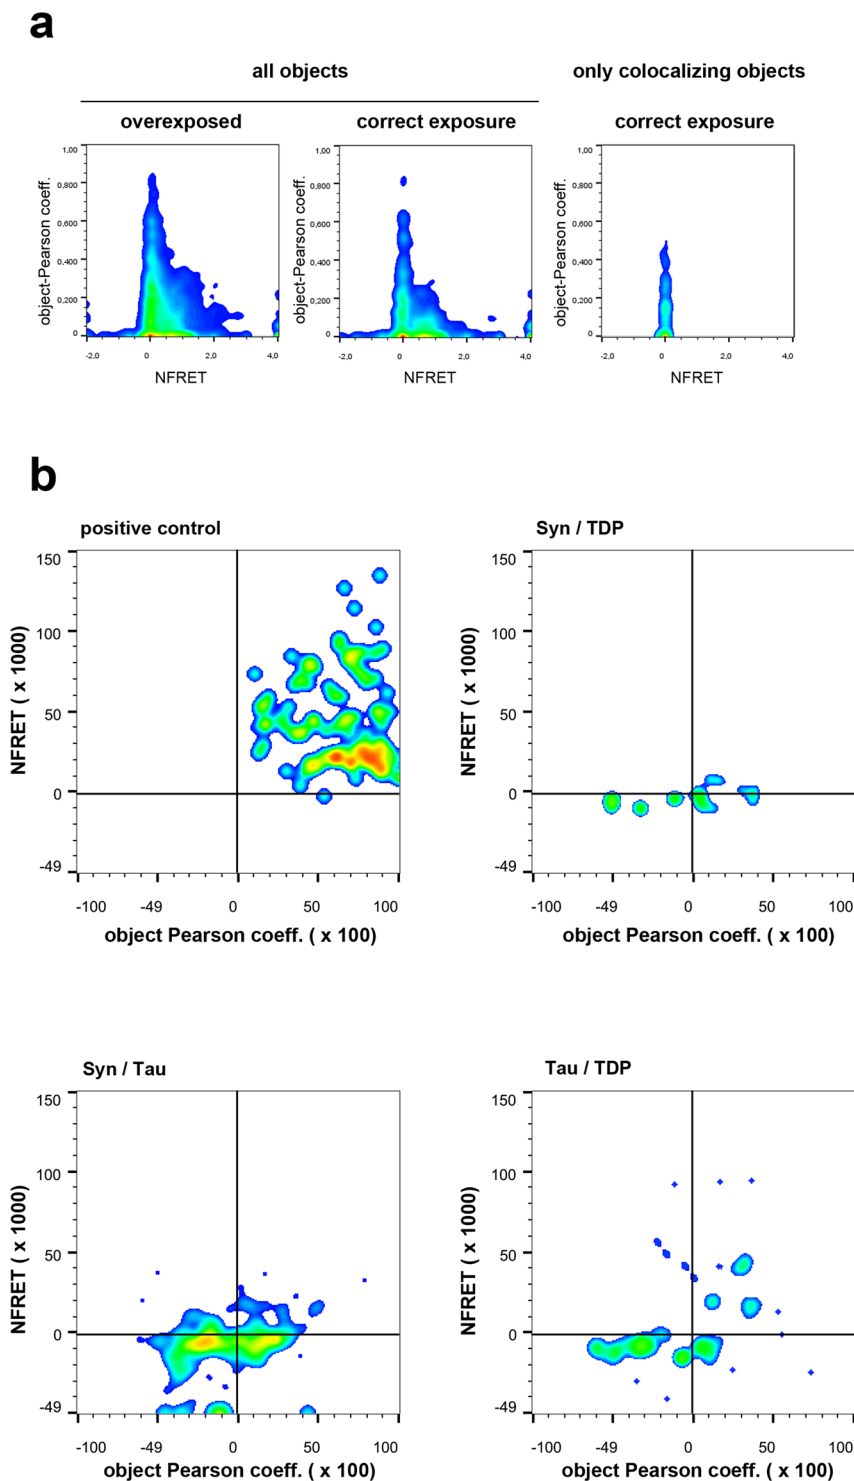 a
all objects
only colocalizing objects
overexposed
correct exposure
correct exposure
object-Pearson coeff.
1,00
0,800
0,600
0,400
0,200
0
-2,0
0
2,0
4,0
NFRET
object-Pearson coeff.
1,00
0,800
0,600
0,400
0,200
0
-2,0
0
2,0
4,0
NFRET
object-Pearson coeff.
1,00
0,800
0,600
0,400
0,200
0
-2,0
0
2,0
4,0
NFRET
b
positive control
NFRET ( x 1000)
150
100
50
0
-49
-100
-49
0
50
100
object Pearson coeff. ( x 100)
Syn / TDP
NFRET ( x 1000)
150
100
50
0
-49
-100
-49
0
50
100
object Pearson coeff. ( x 100)
Syn / Tau
NFRET ( x 1000)
150
100
50
0
-49
-100
-49
0
50
100
object Pearson coeff. ( x 100)
Tau / TDP
NFRET ( x 1000)
150
100
50
0
-49
-100
-49
0
50
100
object Pearson coeff. ( x 100)